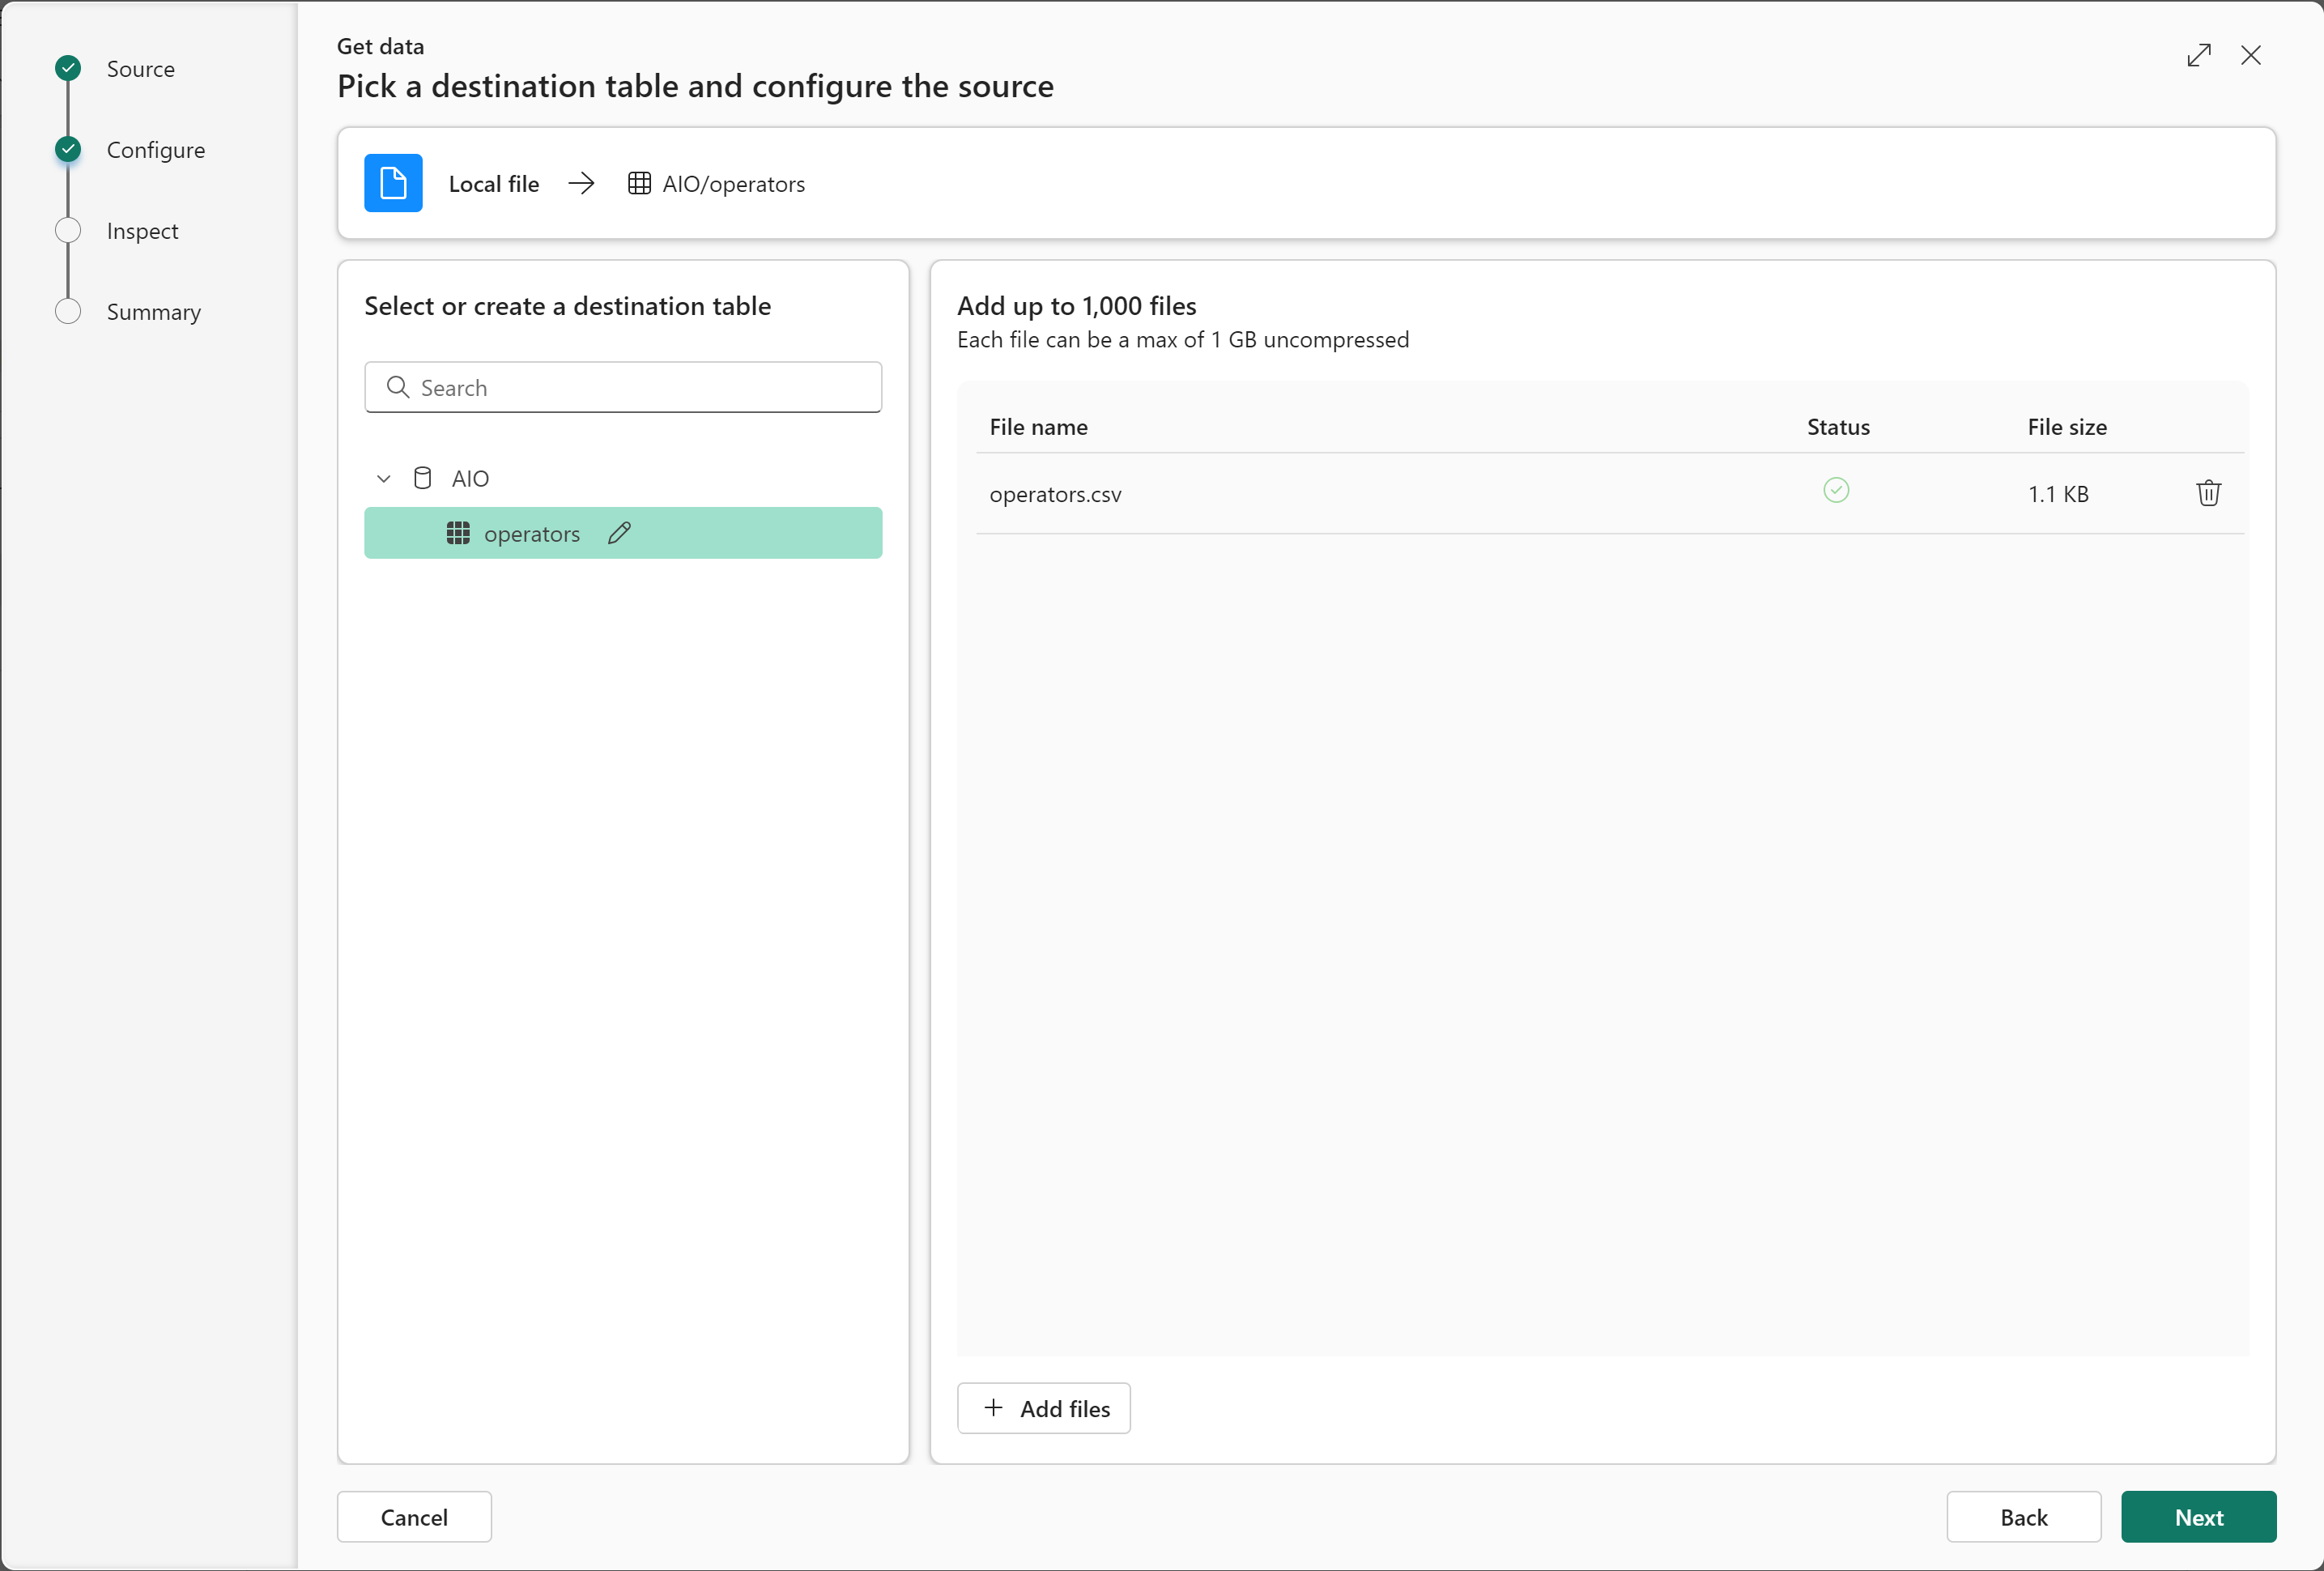 Source
Configure
Inspect
Summary
Get data
Pick a destination table and configure the source
Local file
AIO/operators
Select or create a destination table
Search
AIO
operators
Add up to 1,000 files
Each file can be a max of 1 GB uncompressed
File name Status File size
operators.csv 1.1 KB
Add files
Cancel
Back
Next